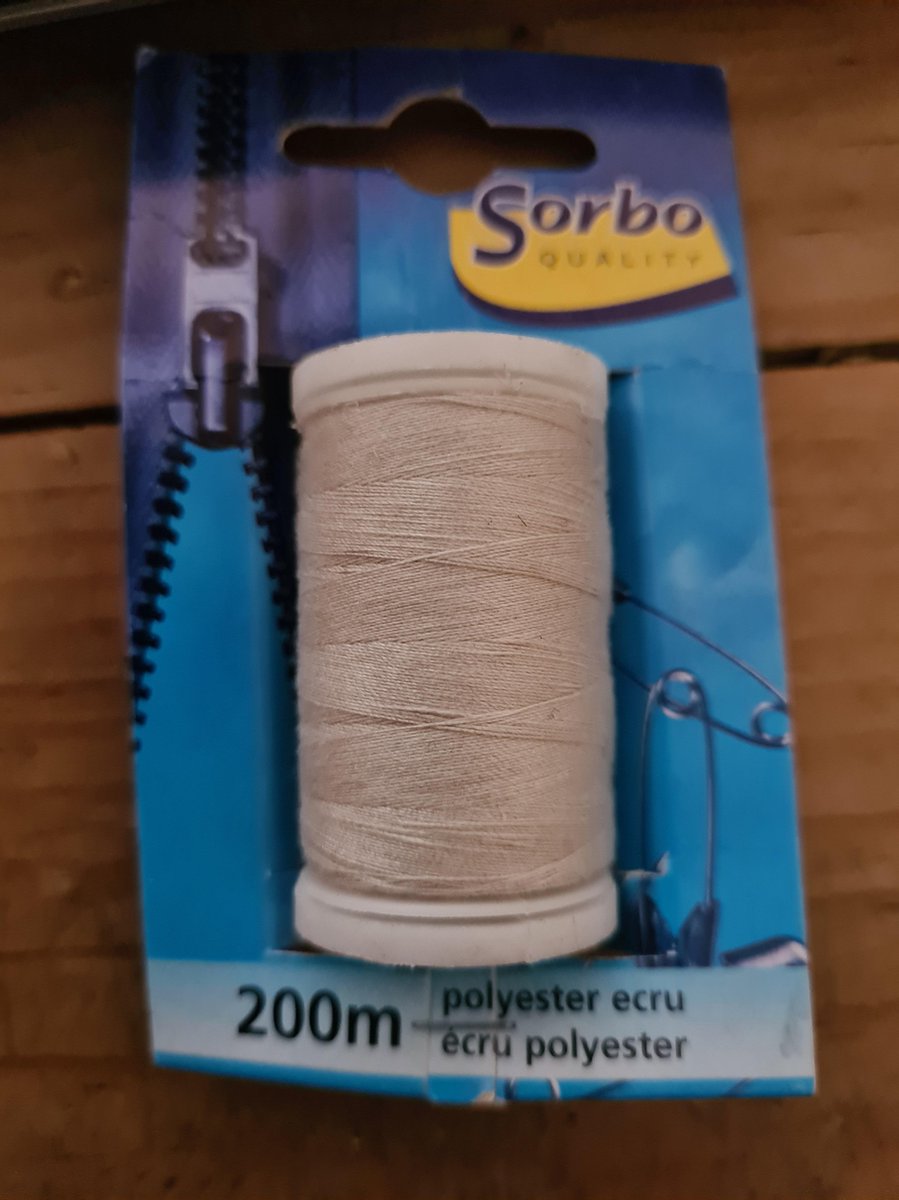 Sorbo
QUALITY
200m
polyester ecru
écru polyester